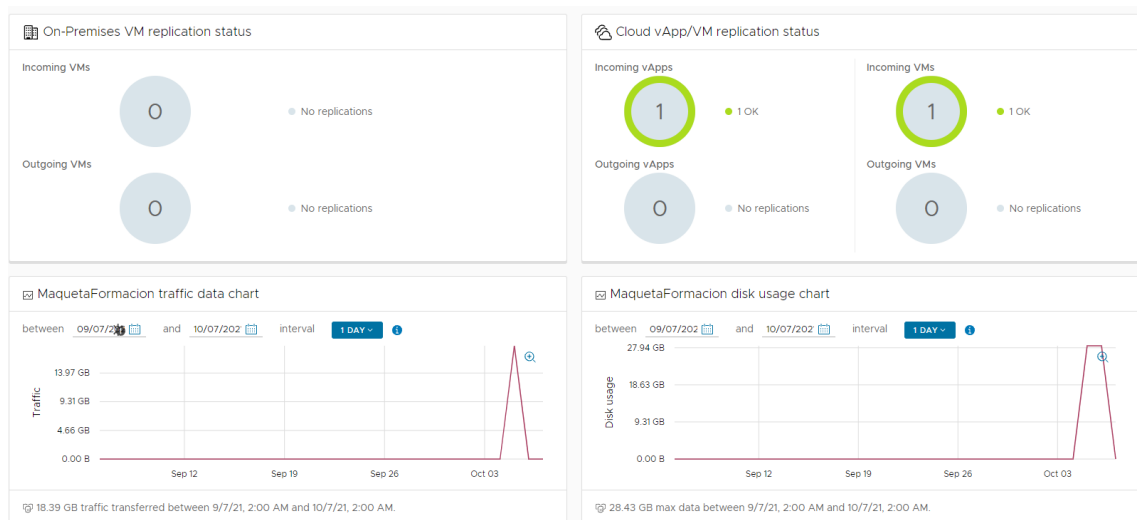 On-Premises VM replication status
Incoming VMs
0
No replications
Outgoing VMs
0
No replications
Cloud vApp/VM replication status
Incoming vApps
1
1 OK
Incoming VMs
1
1 OK
Outgoing vApps
0
No replications
Outgoing VMs
0
No replications
MaquetaFormacion traffic data chart
between and 10/07/202 interval 1 DAY
13.97 GB
9.31 GB
4.66 GB
0.00 B
Traffic
Sep 12 Sep 19 Sep 26 Oct 03
18.39 GB traffic transferred between 9/7/21, 2:00 AM and 10/7/21, 2:00 AM.
MaquetaFormacion disk usage chart
between 09/07/202 and 10/07/202 interval 1 DAY
27.94 GB
18.63 GB
9.31 GB
0.00 B
Disk usage
Sep 12 Sep 19 Sep 26 Oct 03
28.43 GB max data between 9/7/21, 2:00 AM and 10/7/21, 2:00 AM.